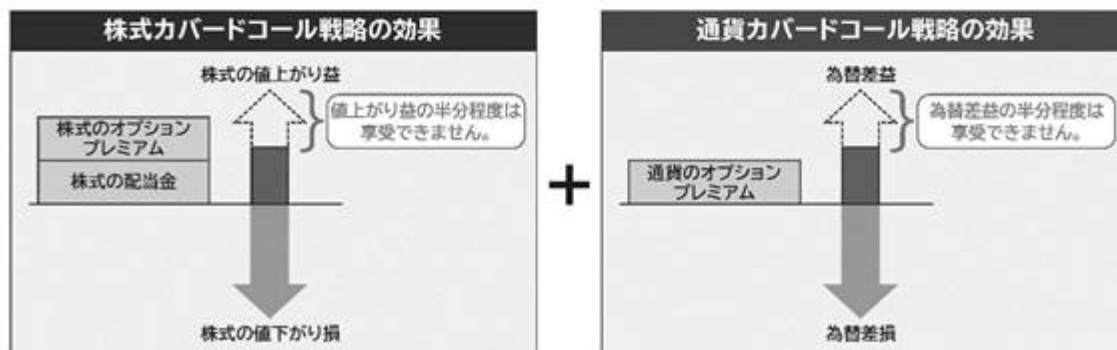 株式カバードコール戦略の効果
株式の値上がり益
値上がり益の半分程度は
享受できません。
株式のオプション
プレミアム
株式の配当金
株式の値下がり損
+
通貨カバードコール戦略の効果
為替差益
為替差益の半分程度は
享受できません。
通貨のオプション
プレミアム
為替差損